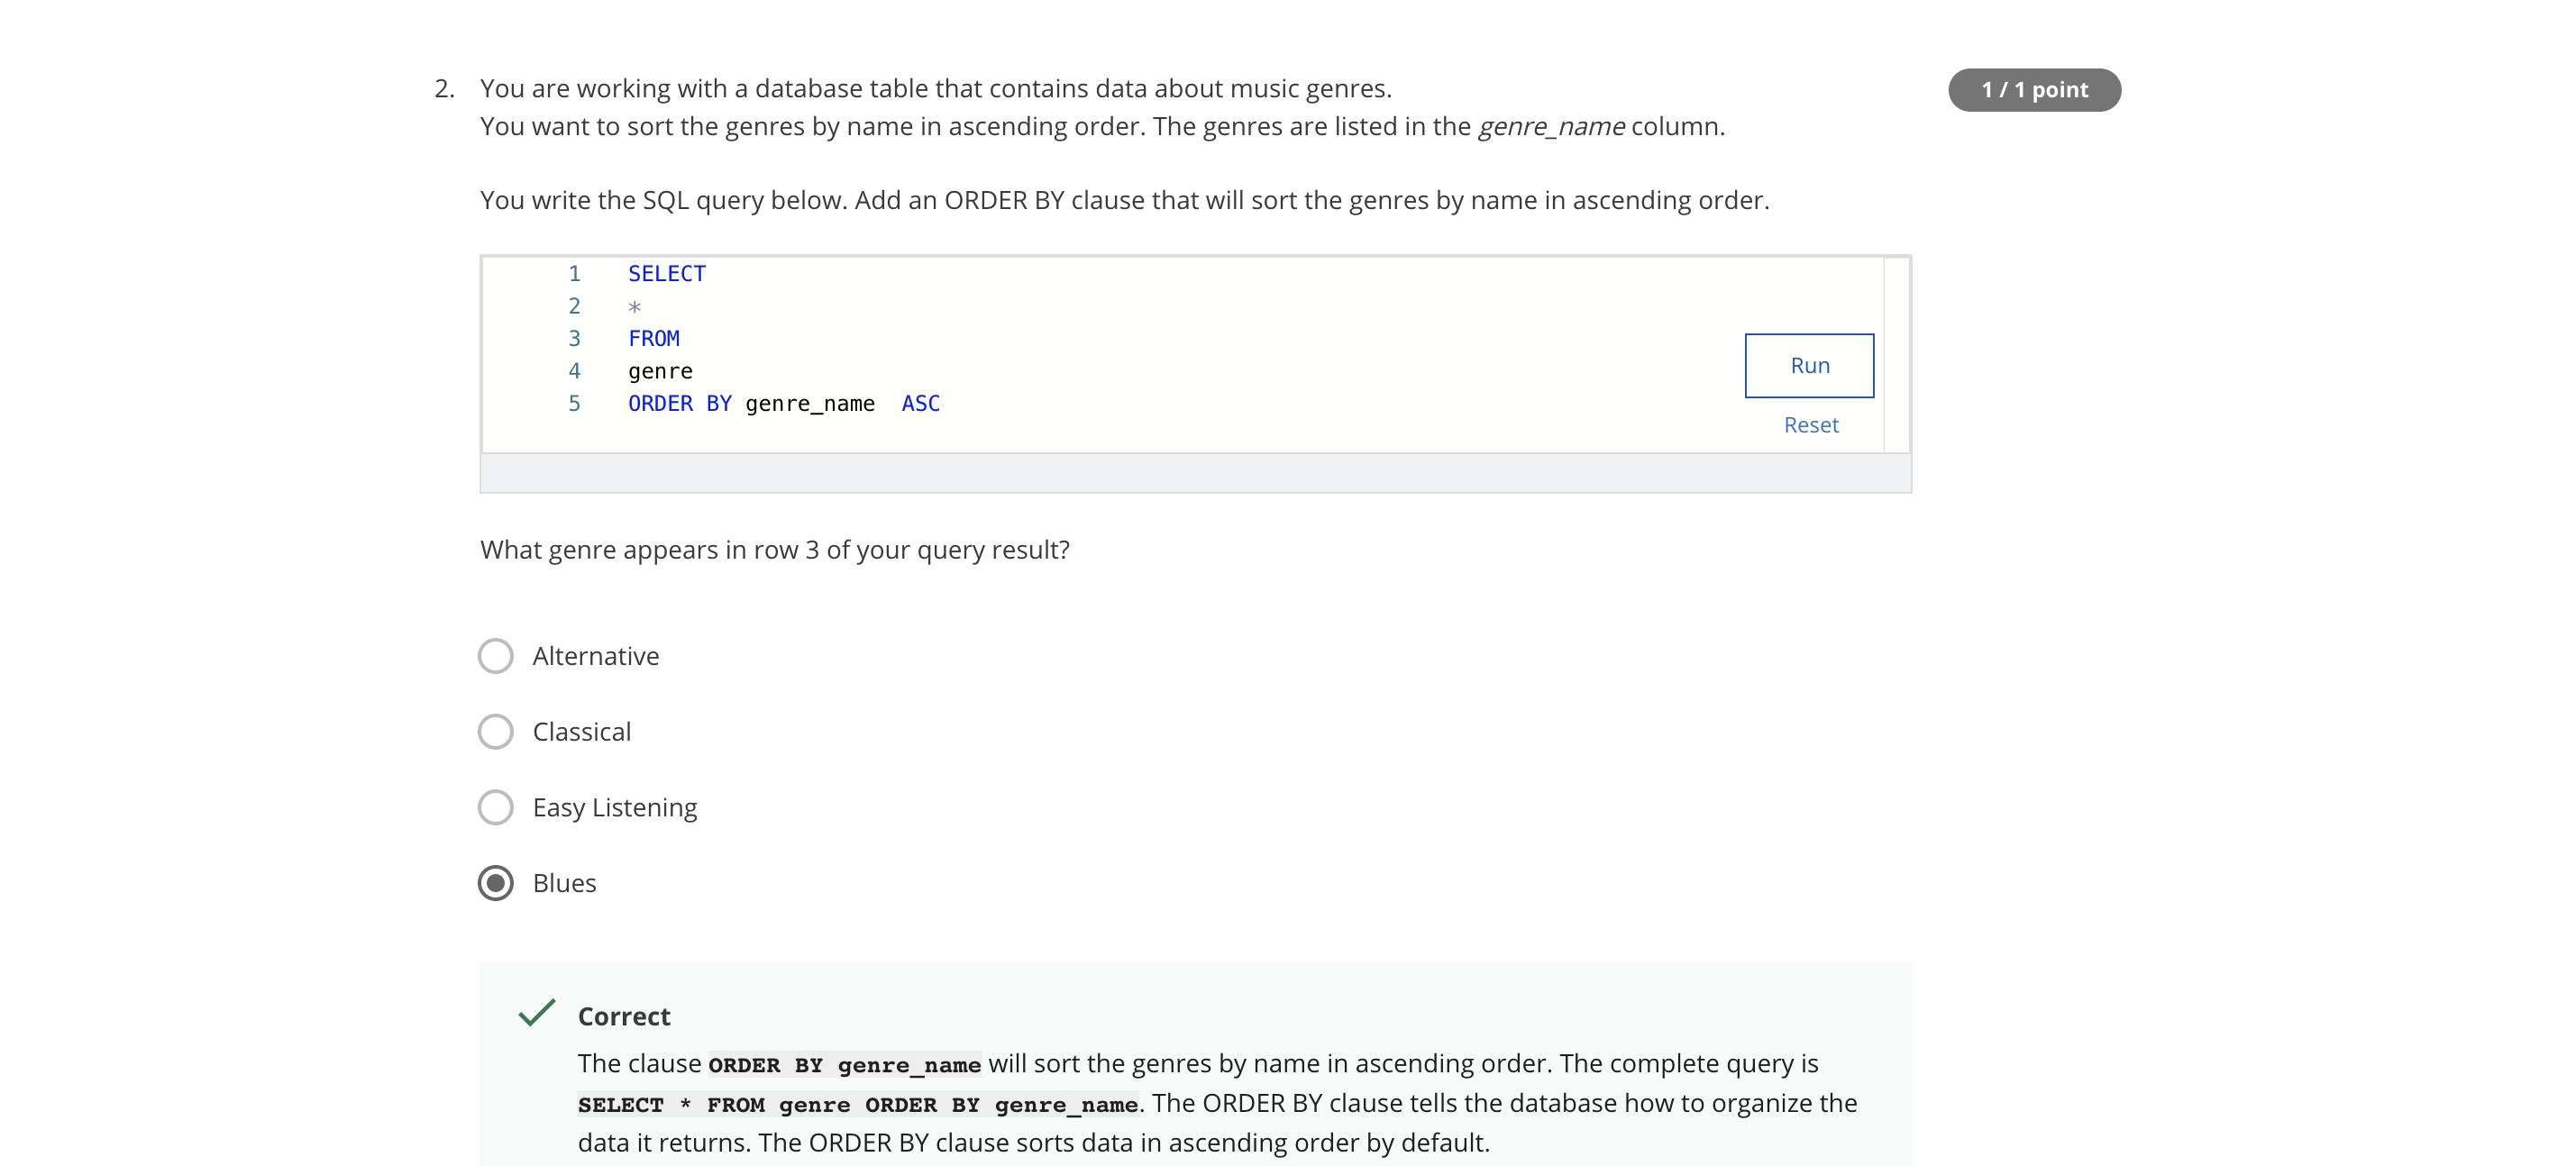 2. You are working with a database table that contains data about music genres.
1 / 1 point
You want to sort the genres by name in ascending order. The genres are listed in the genre_name column.
You write the SQL query below. Add an ORDER BY clause that will sort the genres by name in ascending order.
1 SELECT
2 *
3 FROM
4 genre
5 ORDER BY genre_name  ASC
Run
Reset
What genre appears in row 3 of your query result?
Alternative
Classical
Easy Listening
Blues
Correct
The clause ORDER BY genre_name will sort the genres by name in ascending order. The complete query is
SELECT * FROM genre ORDER BY genre_name. The ORDER BY clause tells the database how to organize the
data it returns. The ORDER BY clause sorts data in ascending order by default.